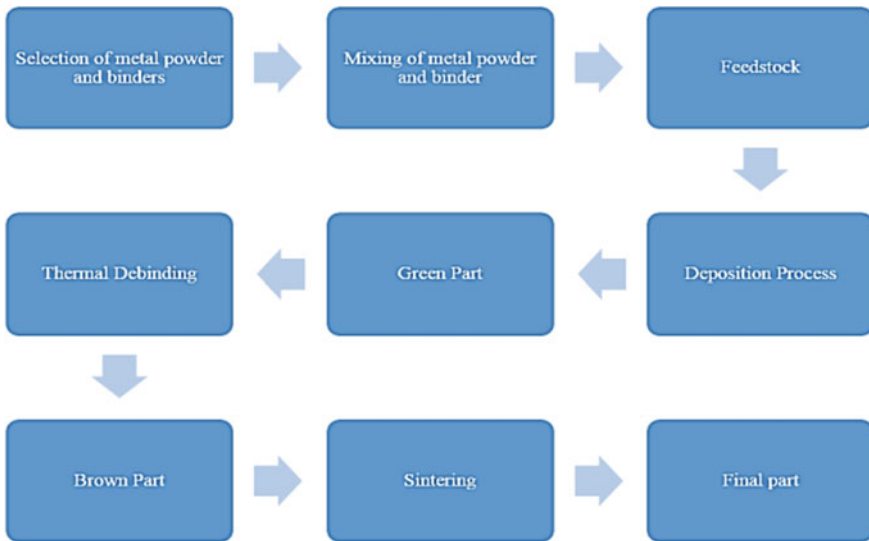 Selection of metal powder
and binders
Mixing of metal powder
and binder
Feedstock
Deposition Process
Green Part
Thermal Debinding
Brown Part
Sintering
Final part